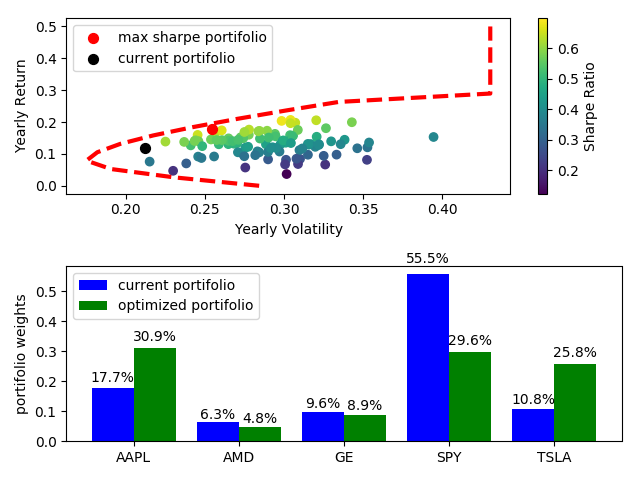 0.5
0.4
0.3
0.2
0.1
0.0
Yearly Return
max sharpe portifolio
current portifolio
0.20 0.25 0.30 0.35 0.40
Yearly Volatility
0.6
0.5
0.4
0.3
0.2
Sharpe Ratio
0.5
0.4
0.3
0.2
0.1
0.0
portifolio weights
current portifolio
optimized portifolio
17.7% 30.9% 6.3% 4.8% 9.6% 8.9% 55.5% 29.6% 10.8% 25.8%
AAPL AMD GE SPY TSLA